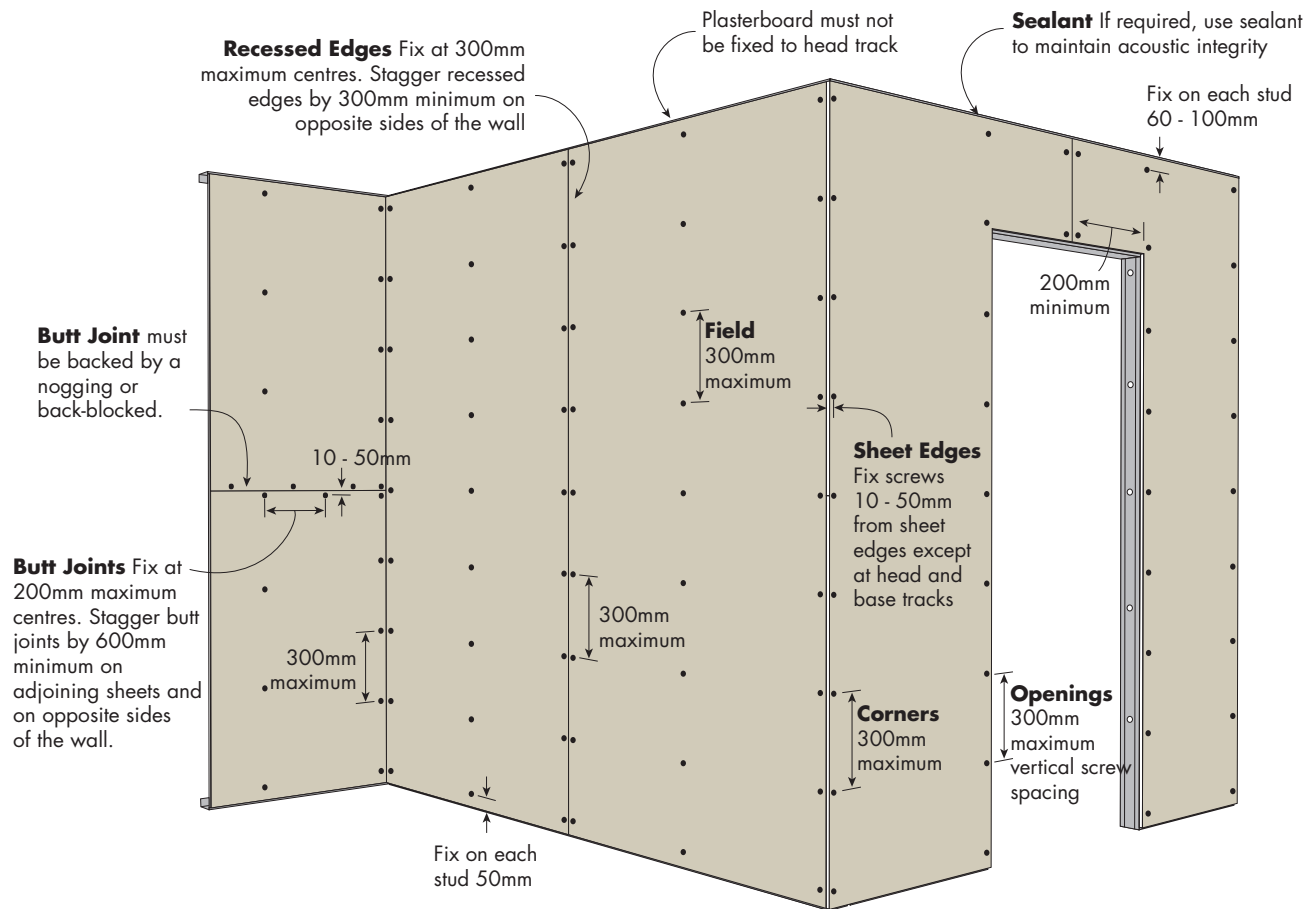 Recessed Edges Fix at 300mm
maximum centres. Stagger recessed
edges by 300mm minimum on
opposite sides of the wall
Plasterboard must not
be fixed to head track
Sealant If required, use sealant
to maintain acoustic integrity
Fix on each stud
60 - 100mm
200mm
minimum
Butt Joint must
be backed by a
nogging or
back-blocked.
Field
300mm
maximum
10 - 50mm
Sheet Edges
Fix screws
10 - 50mm
from sheet
edges except
at head and
base tracks
Butt Joints Fix at
200mm maximum
centres. Stagger butt
joints by 600mm
minimum on
adjoining sheets and
on opposite sides
of the wall.
300mm
maximum
300mm
maximum
Corners
300mm
maximum
Openings
300mm
maximum
vertical screw
spacing
Fix on each
stud 50mm